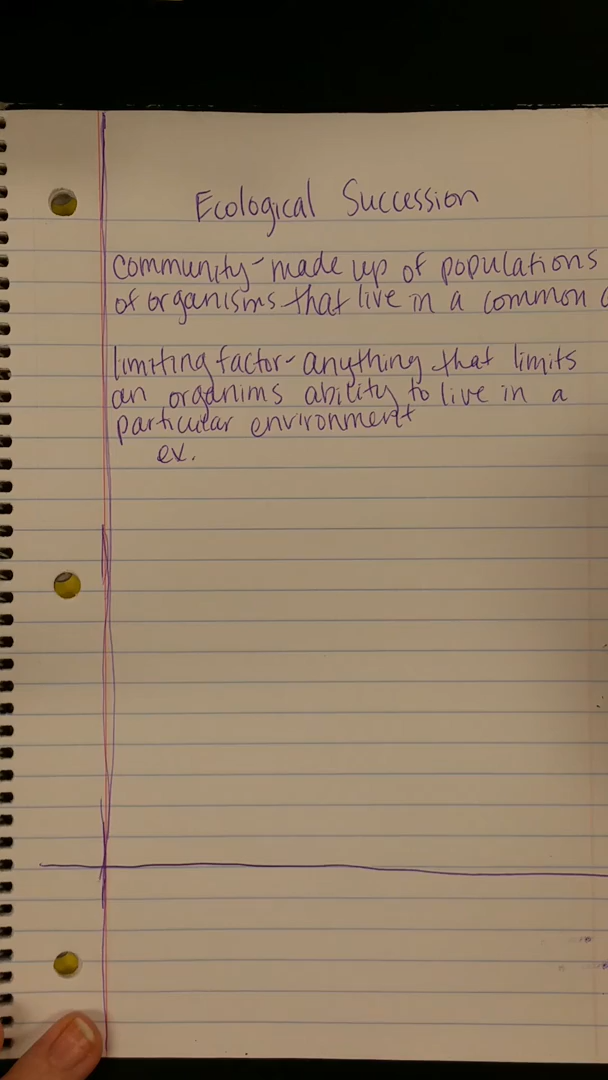 Ecological Succession
community- made up of populations
of organisms that live in a common
limiting factor- anything that limits
an organims ability to live in a
particular environment
ex.